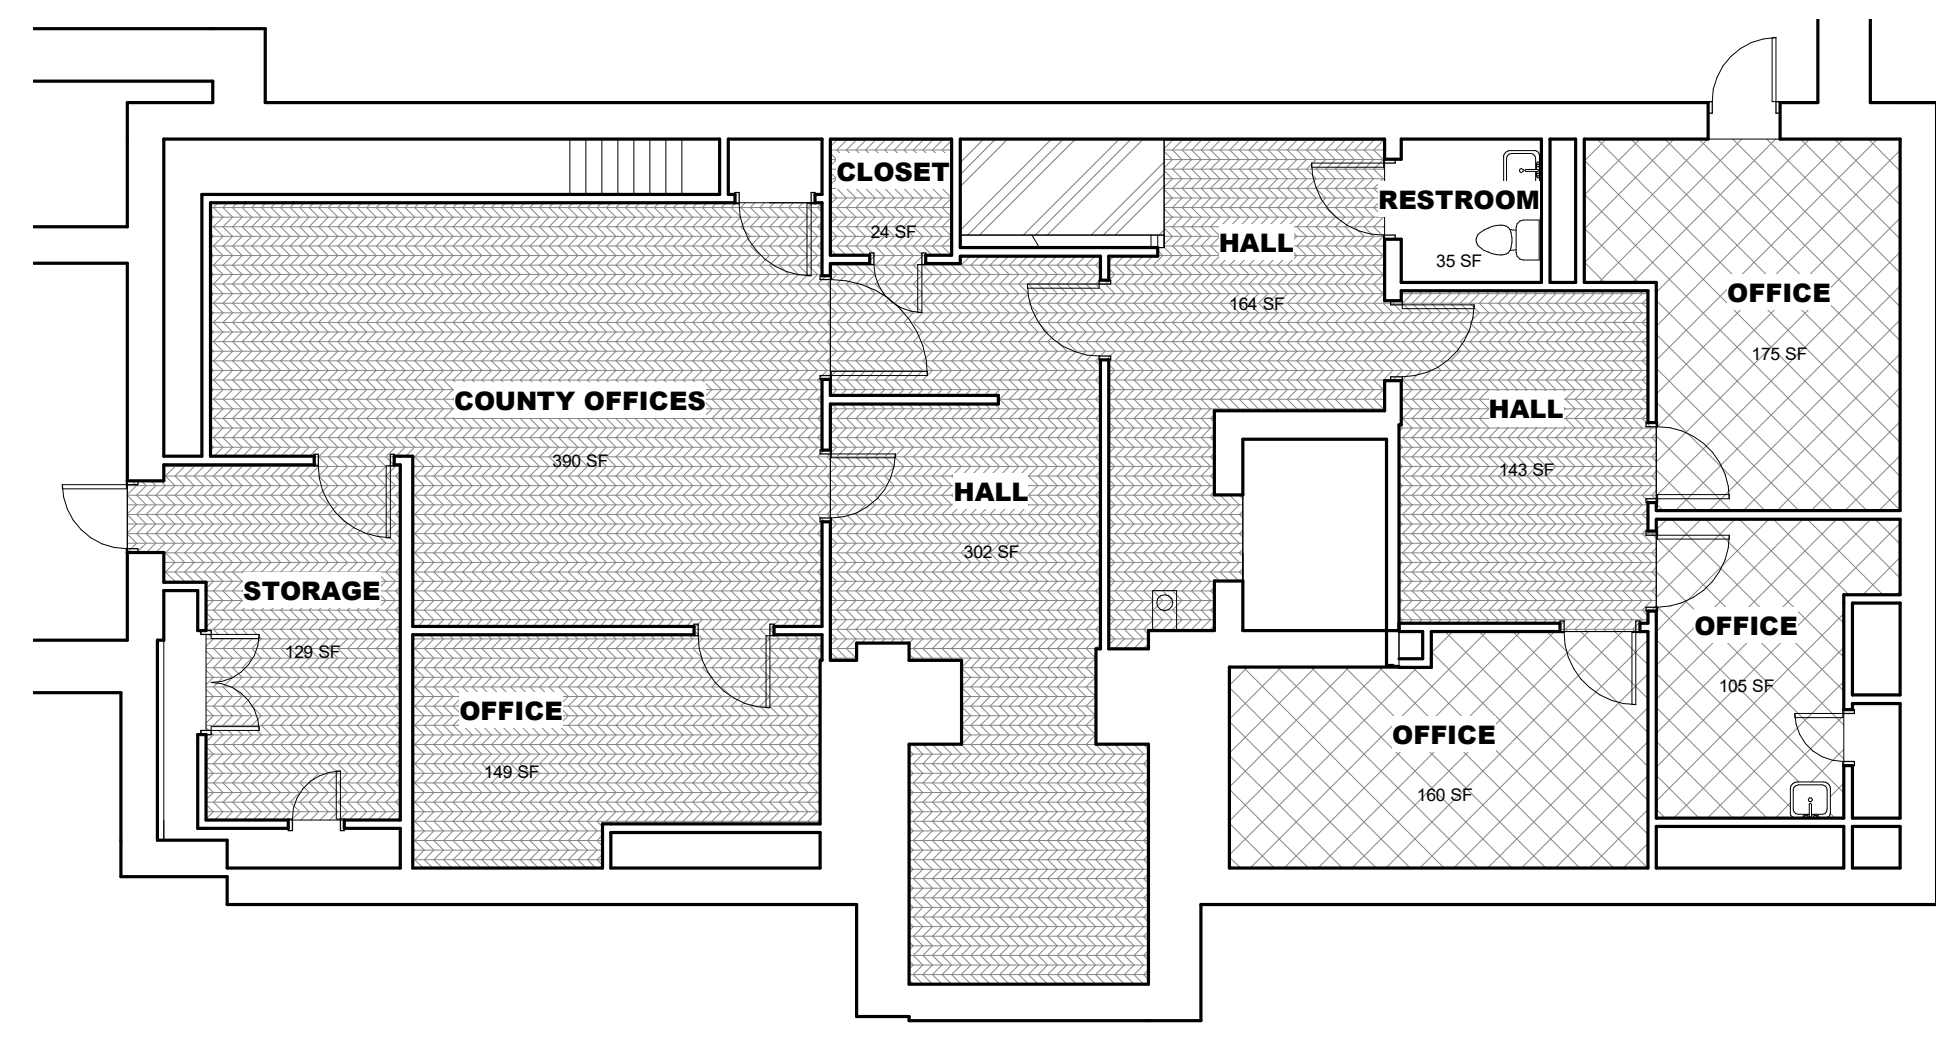 CLOSET
24 SF
RESTROOM
35 SF
HALL
164 SF
OFFICE
175 SF
COUNTY OFFICES
390 SF
HALL
143 SF
HALL
302 SF
STORAGE
129 SF
OFFICE
105 SF
OFFICE
149 SF
OFFICE
160 SF